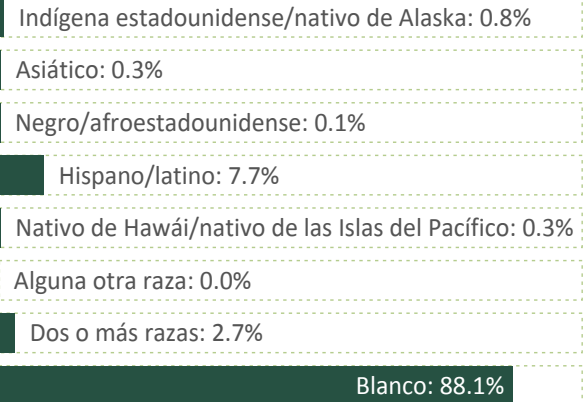 Indígena estadounidense/nativo de Alaska: 0.8%
Asiático: 0.3%
Negro/afroestadounidense: 0.1%
Hispano/latino: 7.7%
Nativo de Hawái/nativo de las Islas del Pacífico: 0.3%
Alguna otra raza: 0.0%
Dos o más razas: 2.7%
Blanco: 88.1%